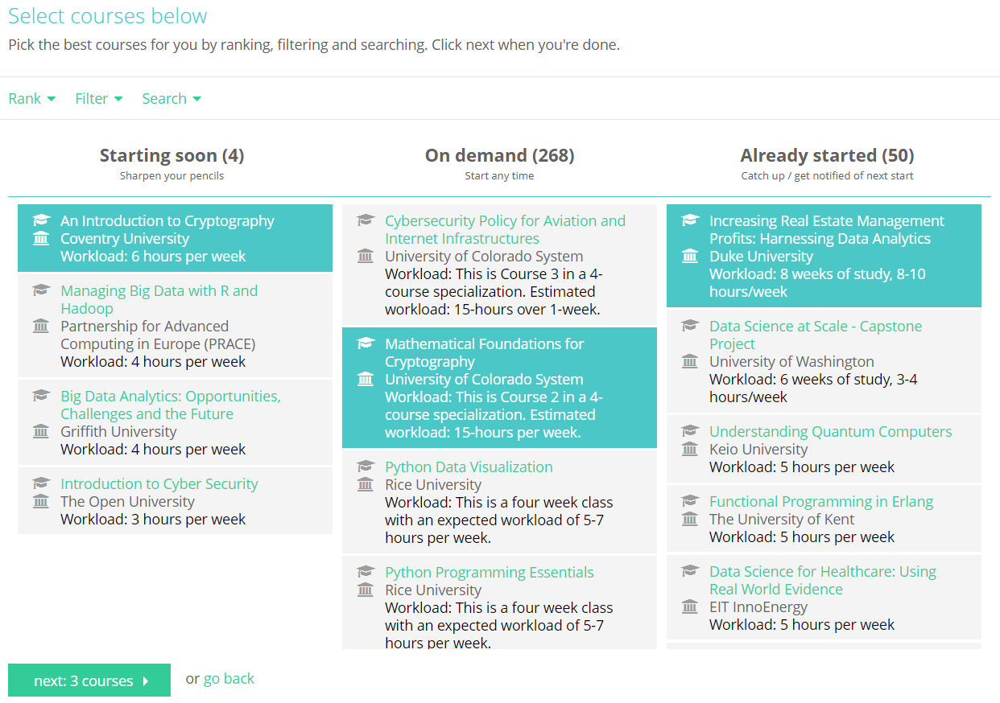 Select courses below
Pick the best courses for you by ranking, filtering and searching. Click next when you're done.
Rank
Filter
Search
Starting soon (4)
Sharpen your pencils
An Introduction to Cryptography
Coventry University
Workload: 6 hours per week
Managing Big Data with R and
Hadoop
Partnership for Advanced
Computing in Europe (PRACE)
Workload: 4 hours per week
Big Data Analytics: Opportunities,
Challenges and the Future
Griffith University
Workload: 4 hours per week
Introduction to Cyber Security
The Open University
Workload: 3 hours per week
On demand (268)
Start any time
Cybersecurity Policy for Aviation and
Internet Infrastructures
University of Colorado System
Workload: This is Course 3 in a 4-
course specialization. Estimated
workload: 15-hours over 1-week.
Mathematical Foundations for
Cryptography
University of Colorado System
Workload: This is Course 2 in a 4-
course specialization. Estimated
workload: 15-hours per week.
Python Data Visualization
Rice University
Workload: This is a four week class
with an expected workload of 5-7
hours per week.
Python Programming Essentials
Rice University
Workload: This is a four week class
with an expected workload of 5-7
hours per week.
Already started (50)
Catch up / get notified of next start
Increasing Real Estate Management
Profits: Harnessing Data Analytics
Duke University
Workload: 8 weeks of study, 8-10
hours/week
Data Science at Scale - Capstone
Project
University of Washington
Workload: 6 weeks of study, 3-4
hours/week
Understanding Quantum Computers
Keio University
Workload: 5 hours per week
Functional Programming in Erlang
The University of Kent
Workload: 5 hours per week
Data Science for Healthcare: Using
Real World Evidence
EIT InnoEnergy
Workload: 5 hours per week
next: 3 courses
or go back